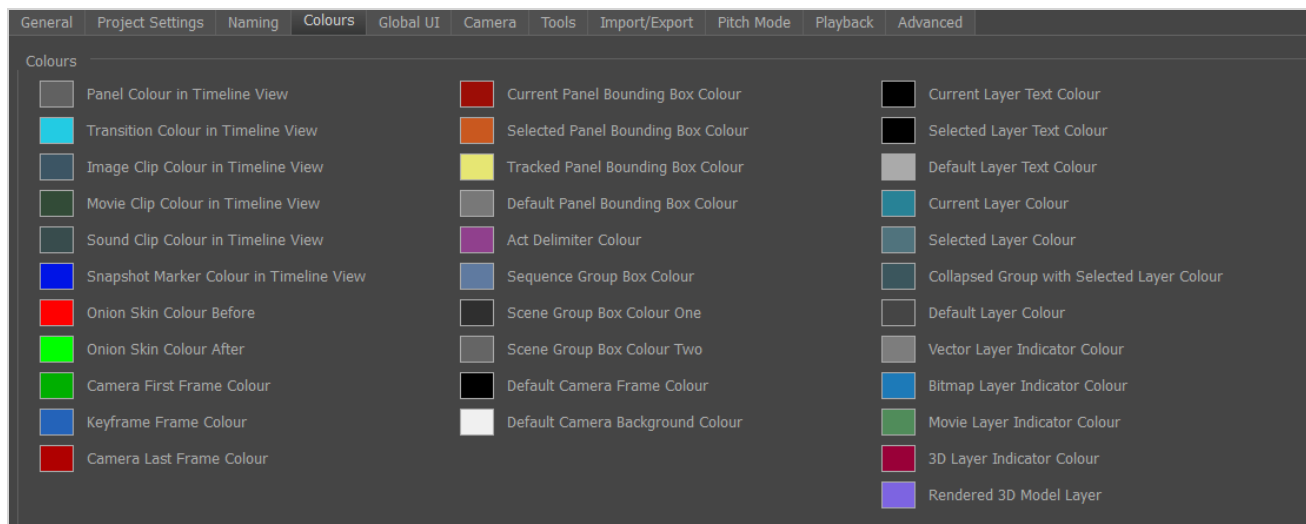 General Project Settings Naming Colours Global UI Camera Tools Import/Export Pitch Mode Playback Advanced
Colours
Panel Colour in Timeline View
Transition Colour in Timeline View
Image Clip Colour in Timeline View
Movie Clip Colour in Timeline View
Sound Clip Colour in Timeline View
Snapshot Marker Colour in Timeline View
Onion Skin Colour Before
Onion Skin Colour After
Camera First Frame Colour
Keyframe Frame Colour
Camera Last Frame Colour
Current Panel Bounding Box Colour
Selected Panel Bounding Box Colour
Tracked Panel Bounding Box Colour
Default Panel Bounding Box Colour
Act Delimiter Colour
Sequence Group Box Colour
Scene Group Box Colour One
Scene Group Box Colour Two
Default Camera Frame Colour
Default Camera Background Colour
Current Layer Text Colour
Selected Layer Text Colour
Default Layer Text Colour
Current Layer Colour
Selected Layer Colour
Collapsed Group with Selected Layer Colour
Default Layer Colour
Vector Layer Indicator Colour
Bitmap Layer Indicator Colour
Movie Layer Indicator Colour
3D Layer Indicator Colour
Rendered 3D Model Layer